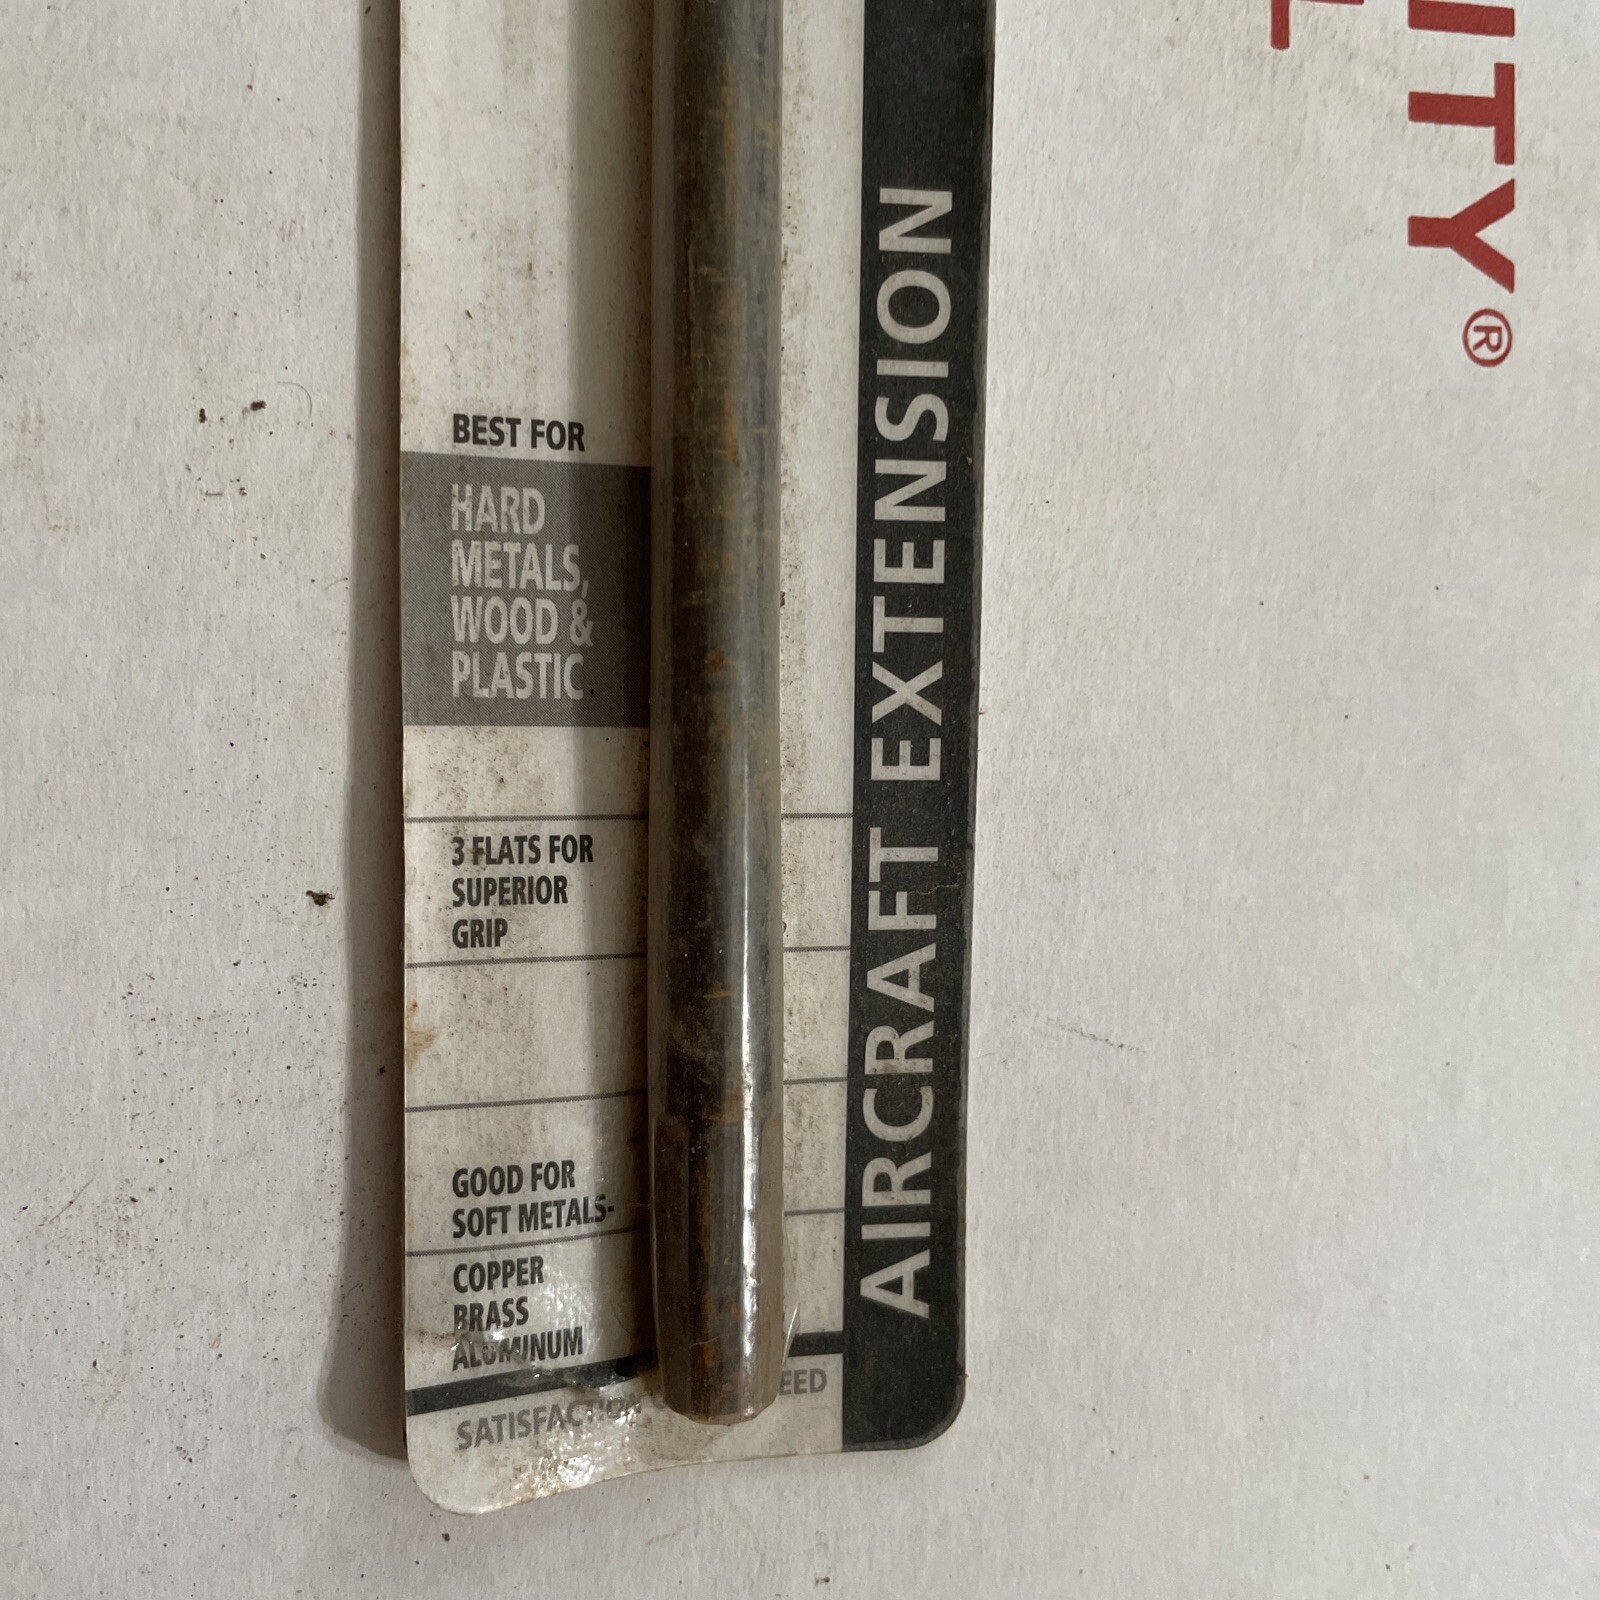 BEST FOR
HARD
METALS,
WOOD &
PLASTIC
3 FLATS FOR
SUPERIOR
GRIP
GOOD FOR
SOFT METALS-
COPPER
BRASS
ALUMINUM
SATISFACTION
EED
AIRCRAFT EXTENSION
ITY®
L